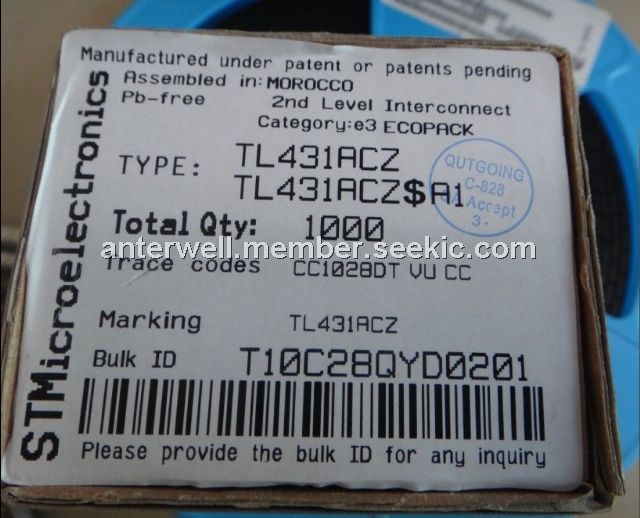 Manufactured under patent or patents pending
Assembled in: MOROCCO
Pb-free 2nd Level Interconnect
Category:e3 ECOPACK
TYPE: TL431ACZ
TL431ACZ$A1
QUTGOING
C-828
QA Accept
3-
Total Qty: 1000
anterwell.member.seekic.com
Trace codes CC1028DT VU CC
Marking TL431ACZ
Bulk ID T10C28QYD0201
Please provide the bulk ID for any inquiry
STMicroelectronics